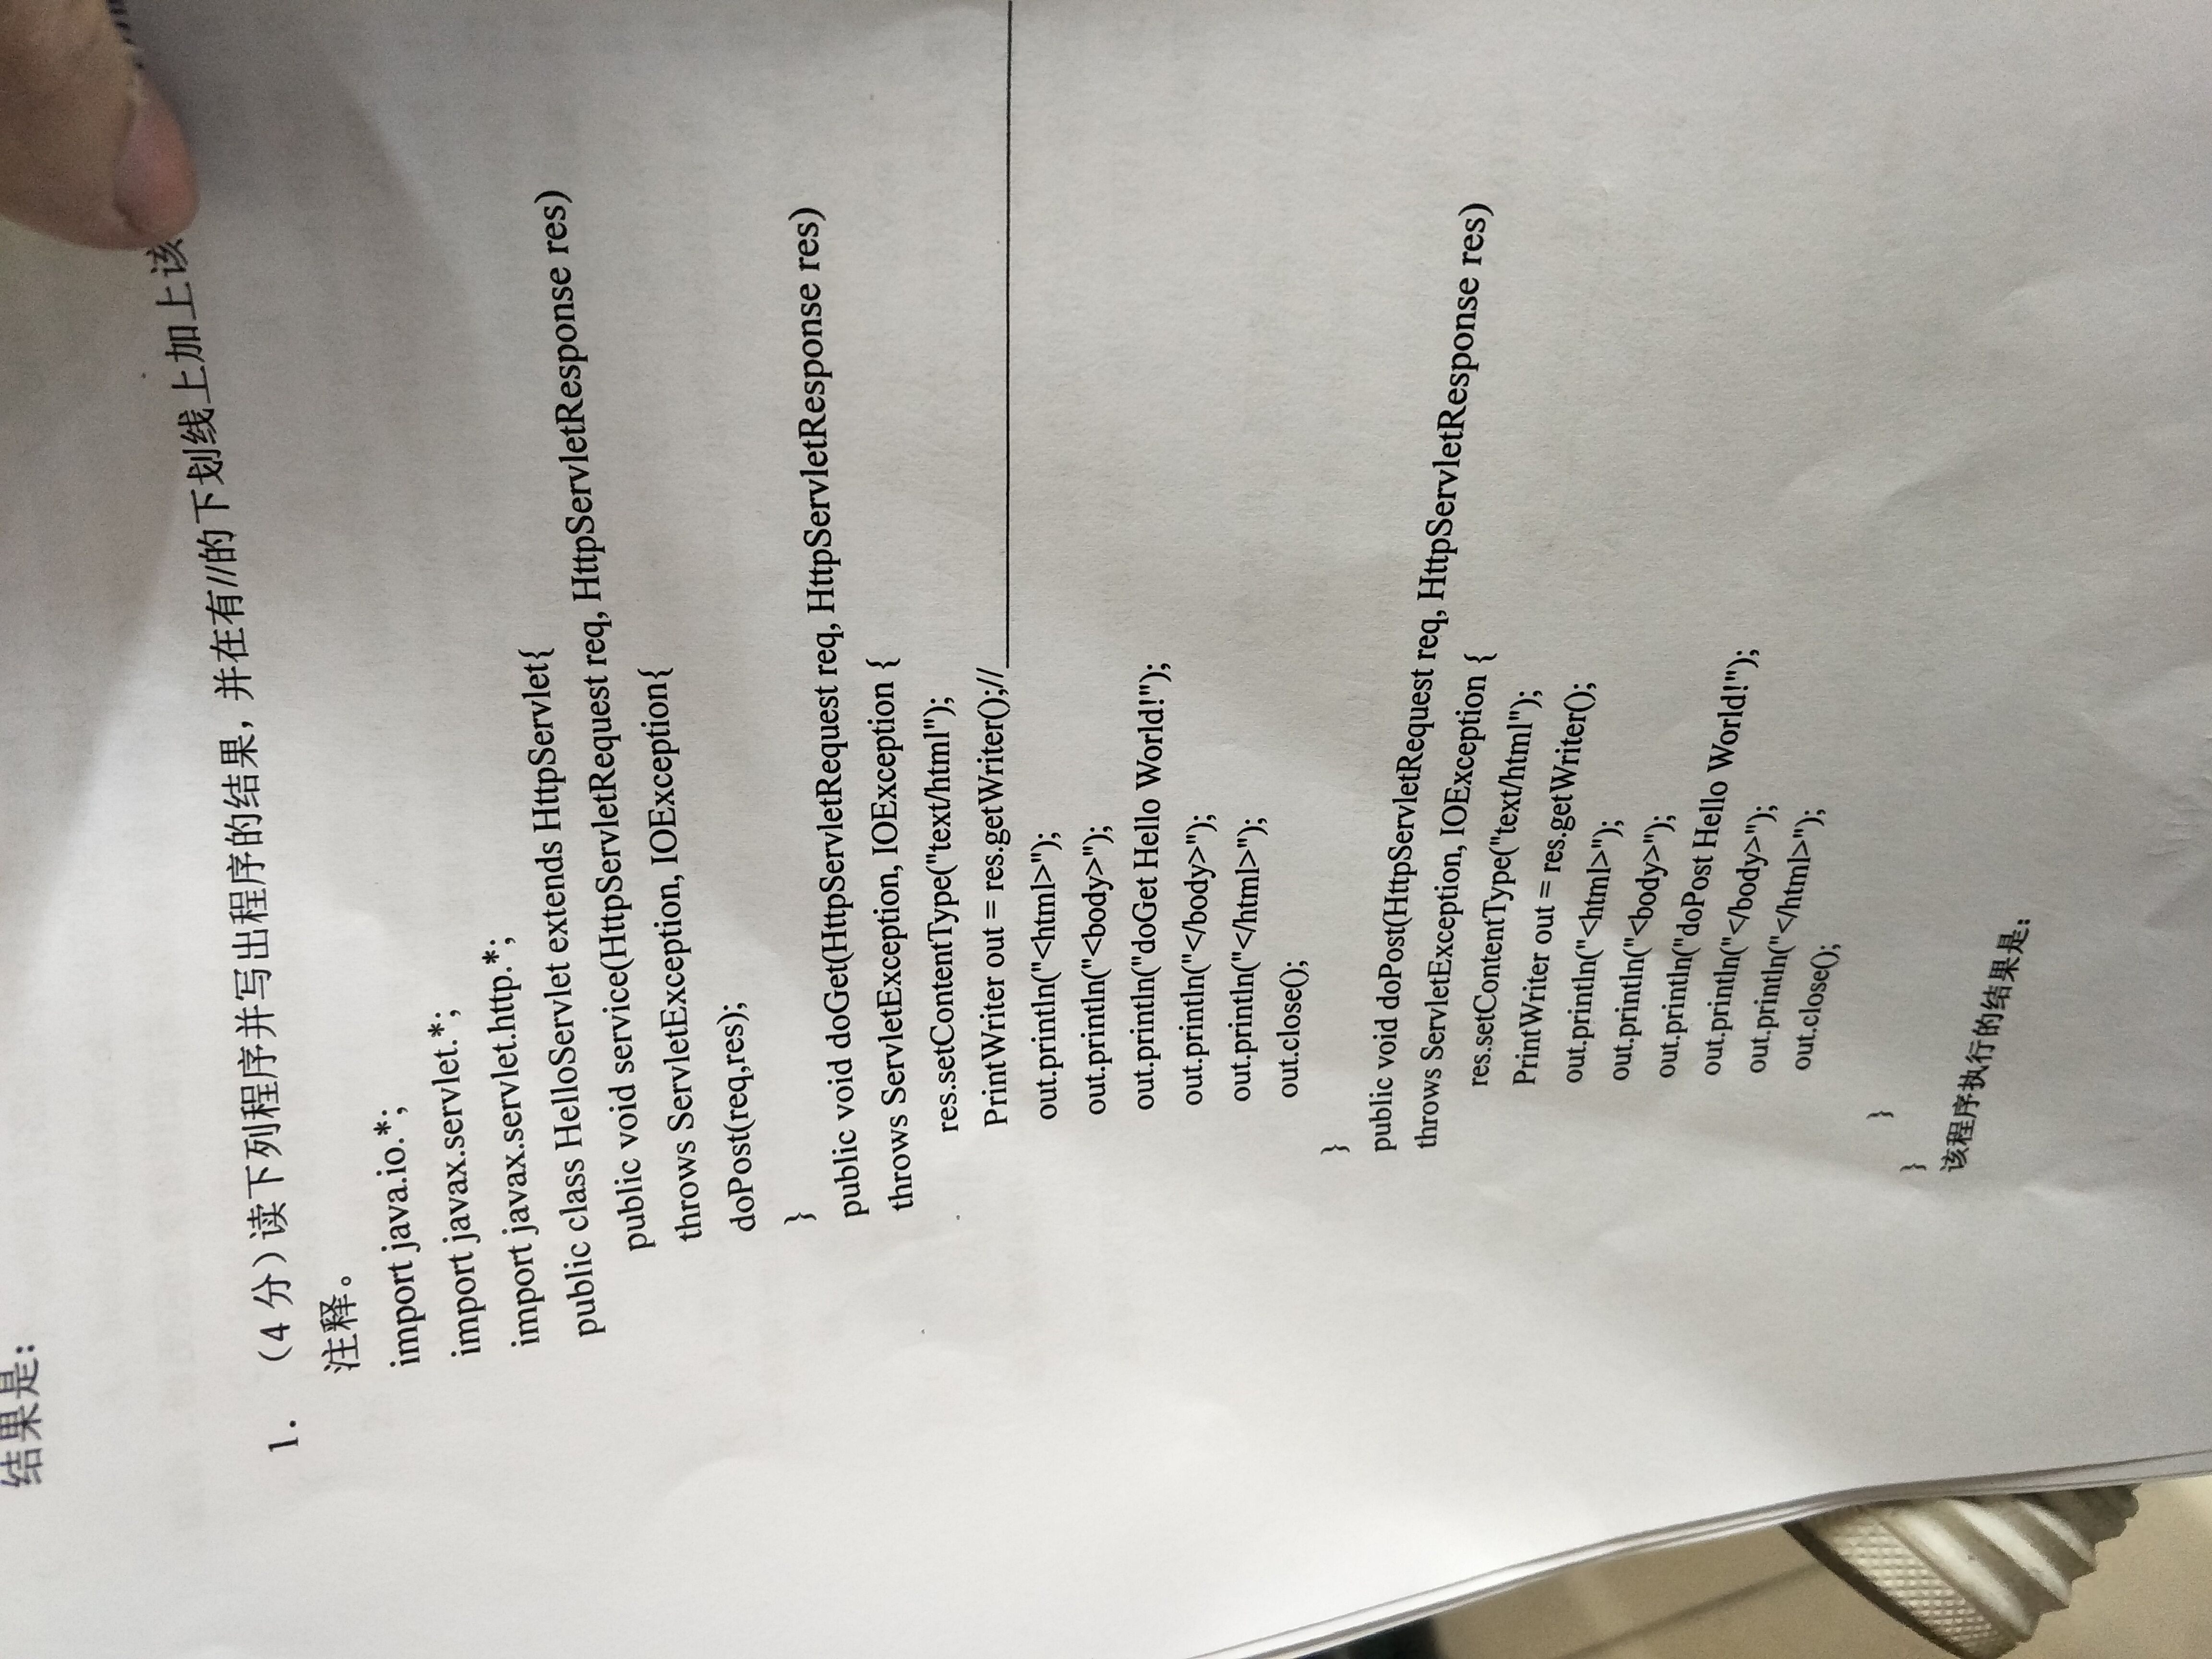 结果是:
1. （4 分）读下列程序并写出程序的结果，并在有//的下划线上加上该
注释。
import java.io.*;
import javax.servlet.*;
import javax.servlet.http.*;
public class HelloServlet extends HttpServlet{
public void service(HttpServletRequest req, HttpServletResponse res)
throws ServletException, IOException{
doPost(req,res);
}
public void doGet(HttpServletRequest req, HttpServletResponse res)
throws ServletException, IOException {
res.setContentType("text/html");
PrintWriter out = res.getWriter();//
out.println("<html>");
out.println("<body>");
out.println("doGet Hello World!");
out.println("</body>");
out.println("</html>");
out.close();
}
public void doPost(HttpServletRequest req, HttpServletResponse res)
throws ServletException, IOException {
res.setContentType("text/html");
PrintWriter out = res.getWriter();
out.println("<html>");
out.println("<body>");
out.println("doPost Hello World!");
out.println("</body>");
out.println("</html>");
out.close();
}
}
该程序执行的结果是: